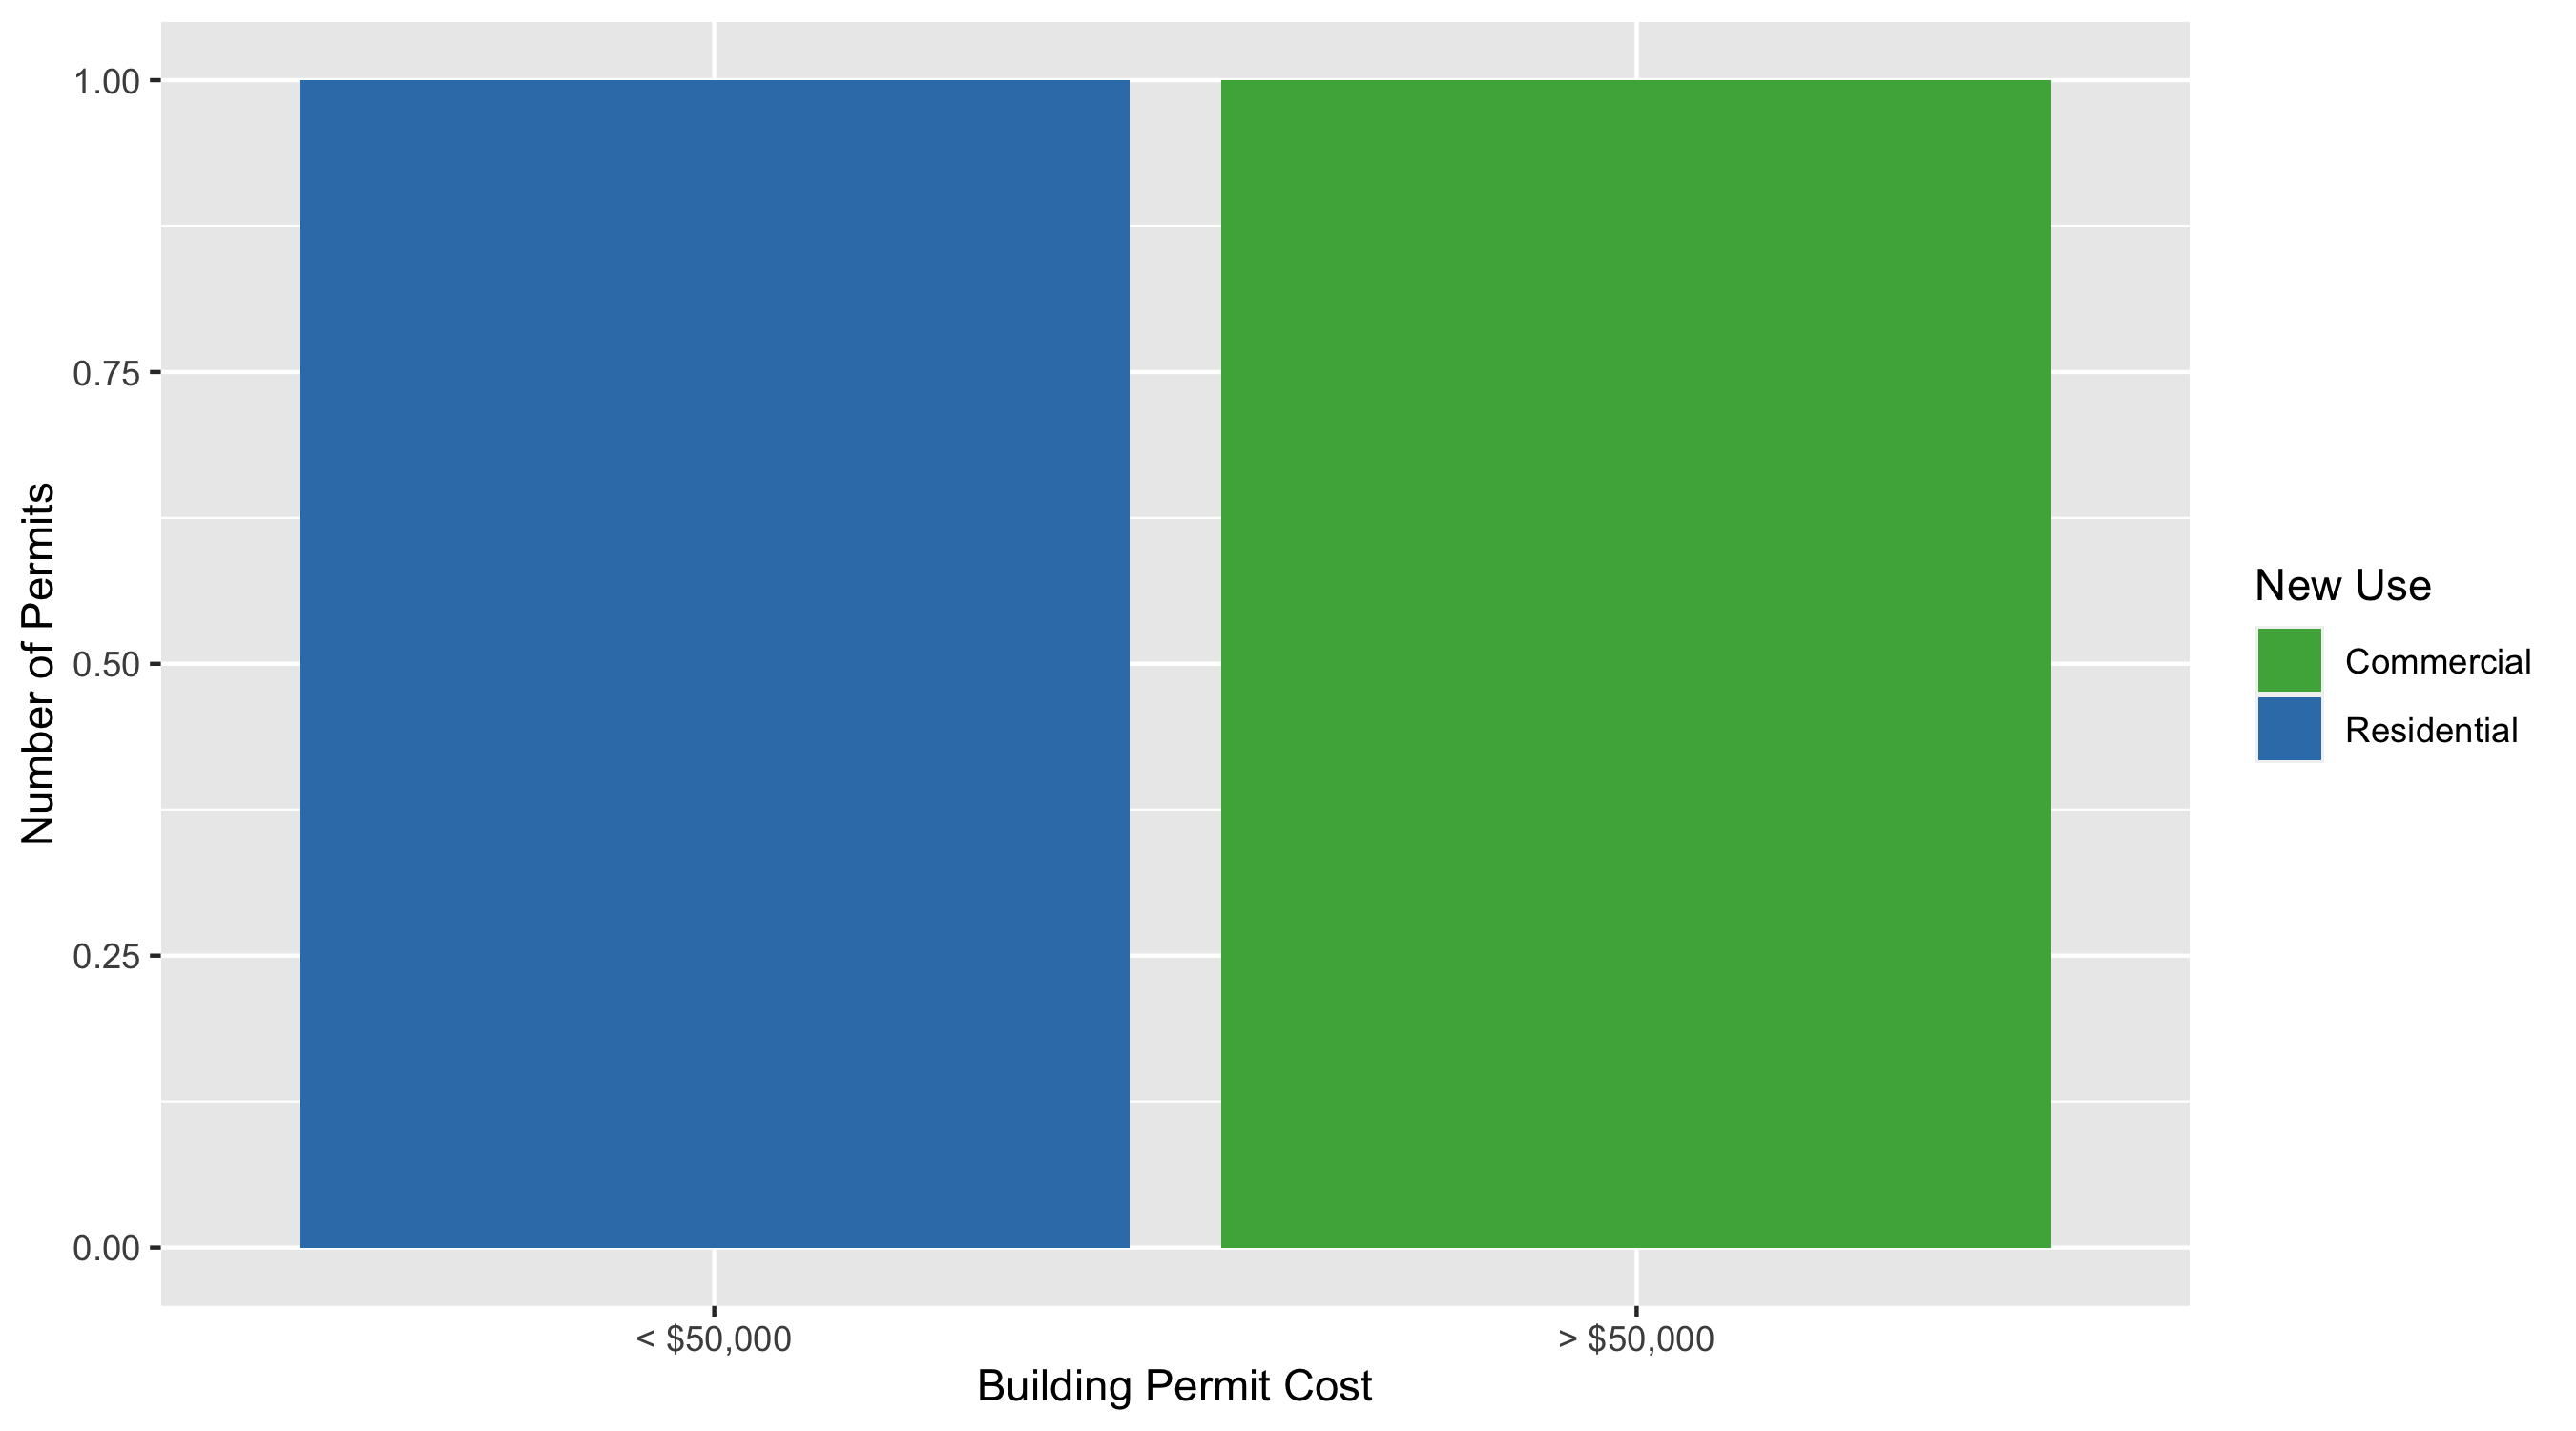 1.00
0.75
0.50
0.25
0.00
Number of Permits
< $50,000
> $50,000
Building Permit Cost
New Use
Commercial
Residential